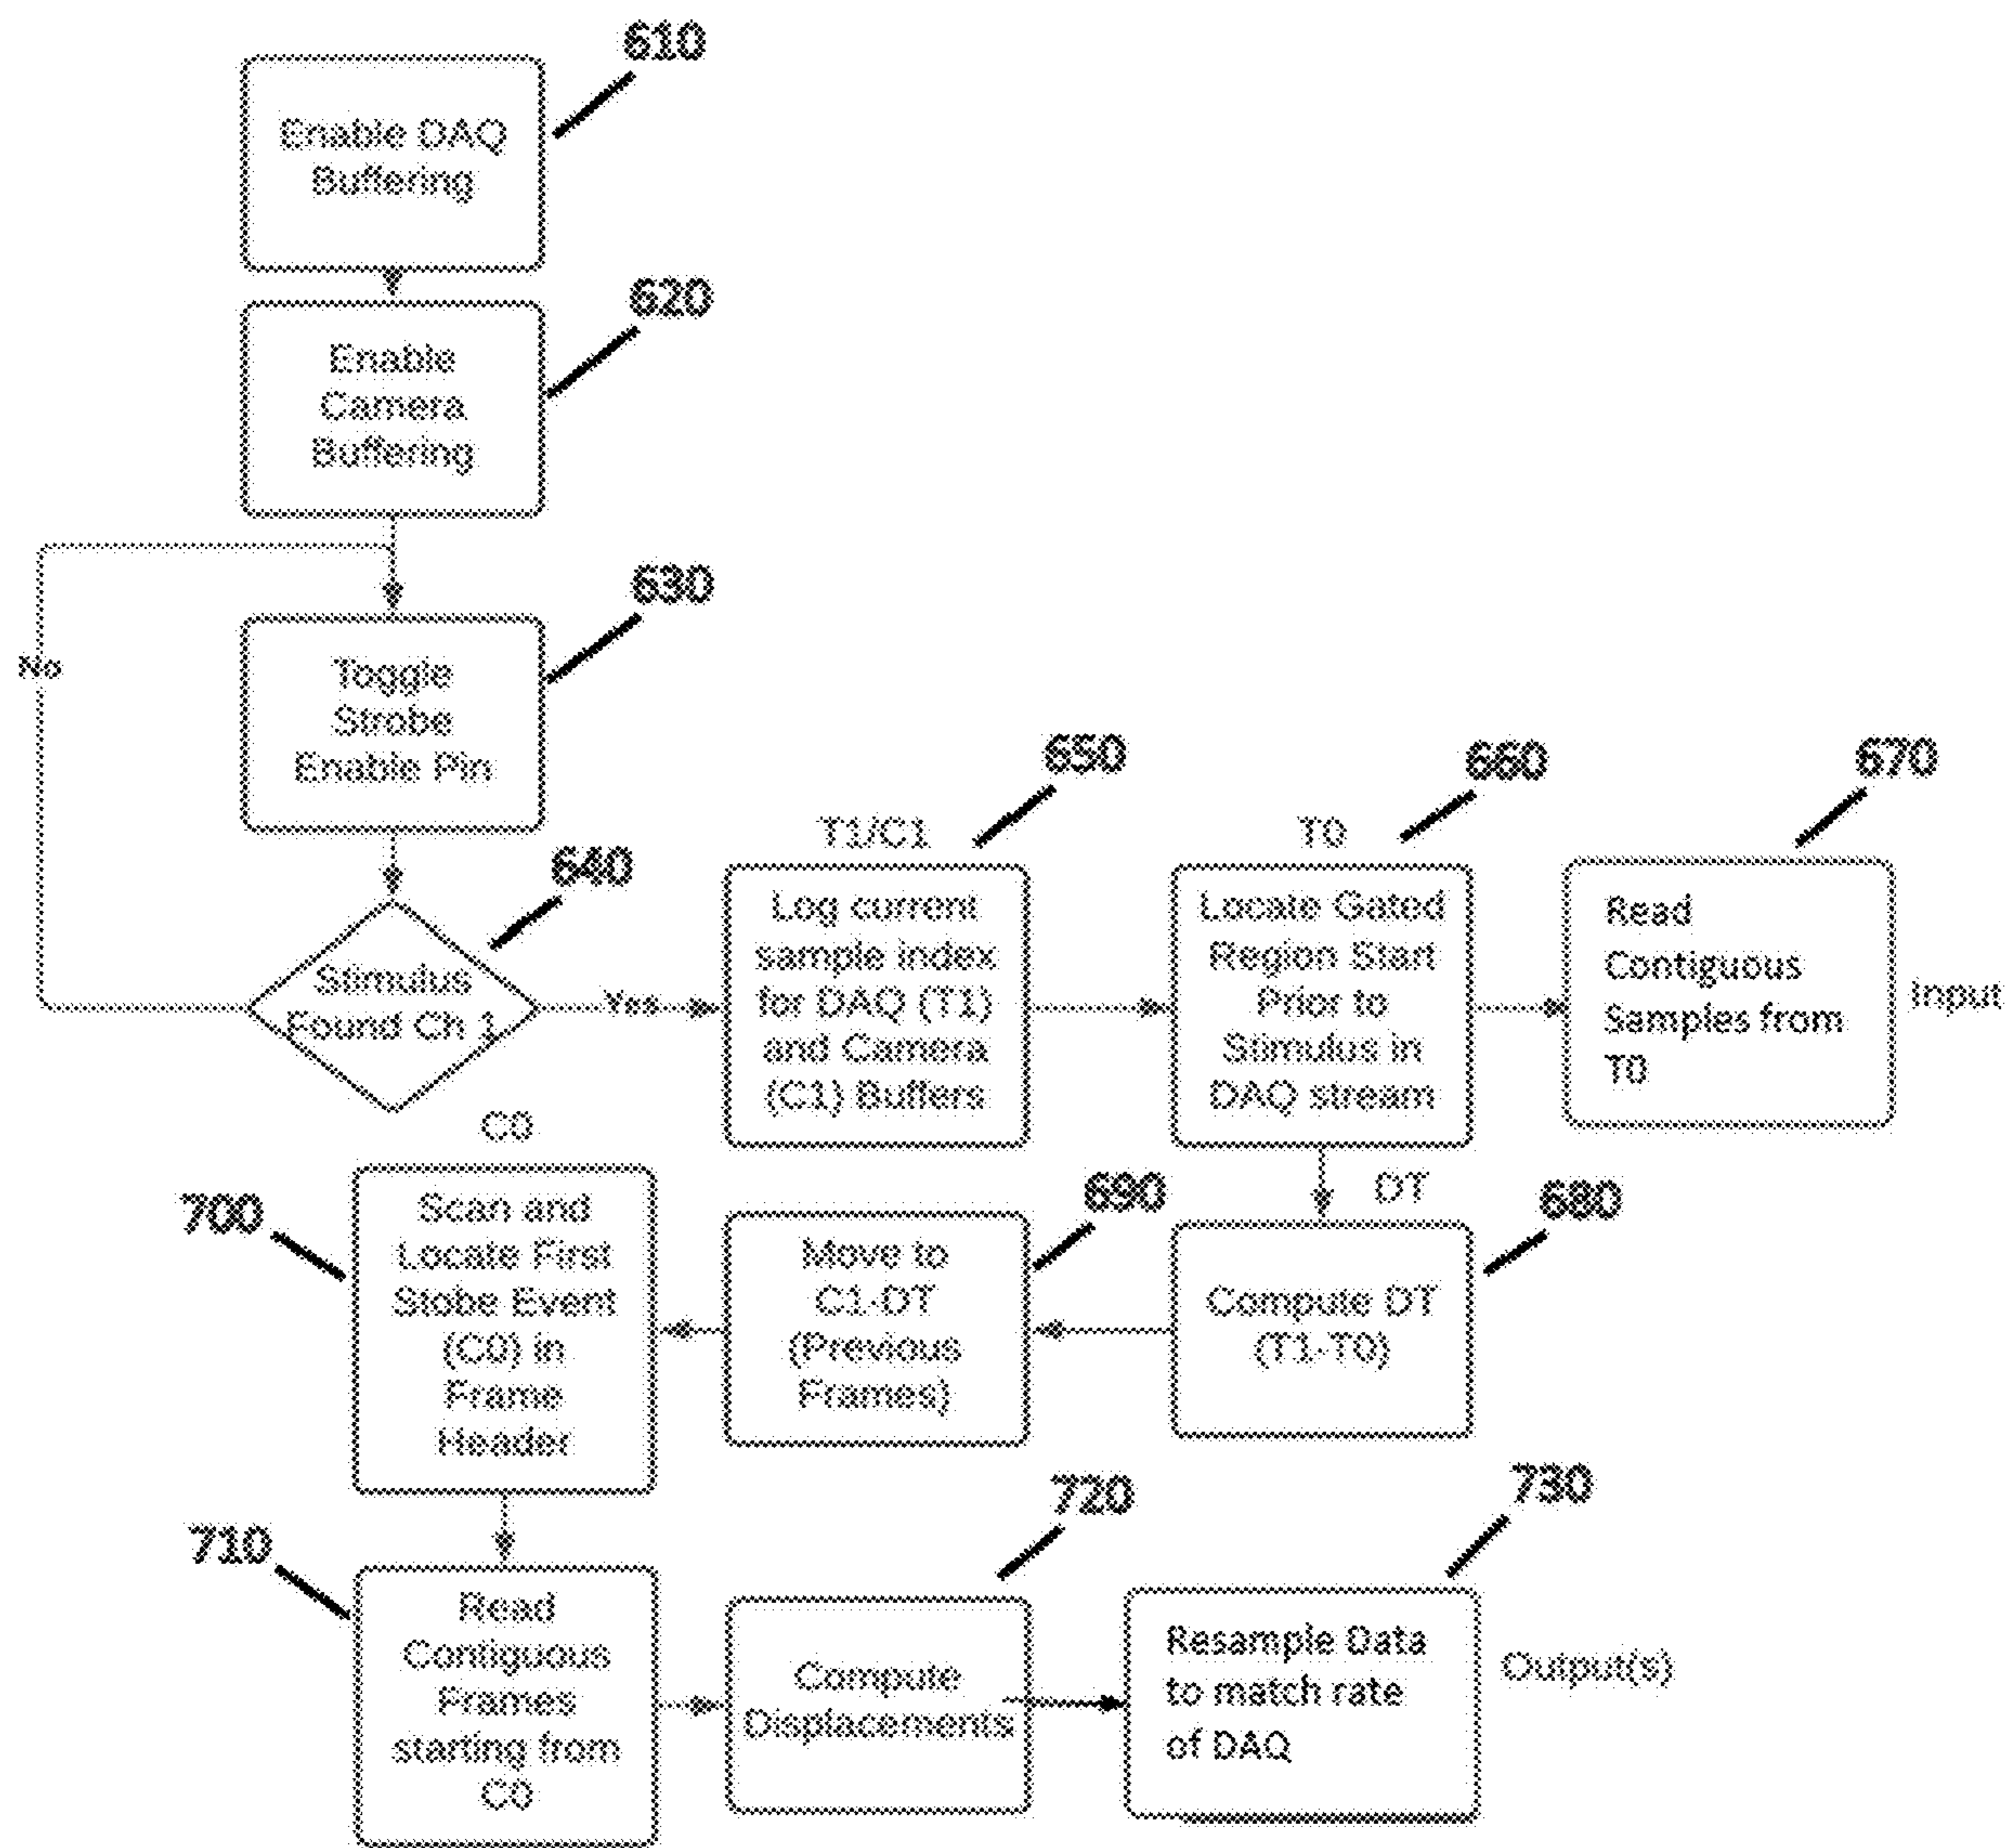 610
Enable DAQ
Buffering
620
Enable
Camera
Buffering
630
Toggle
Strobe
Enable Pin
No
640
Stimulus
Found Ch 1
Yes
650
T1/C1
Log current
sample index
for DAQ (T1)
and Camera
(C1) Buffers
660
T0
Locate Gated
Region Start
Prior to
Stimulus in
DAQ stream
670
Read
Contiguous
Samples from
T0
Input
DT
680
Compute DT
(T1-T0)
690
Move to
C1-DT
(Previous
Frames)
C0
700
Scan and
Locate First
Stobe Event
(C0) in
Frame
Header
710
Read
Contiguous
Frames
starting from
C0
720
Compute
Displacements
730
Resample Data
to match rate
of DAQ
Output(s)